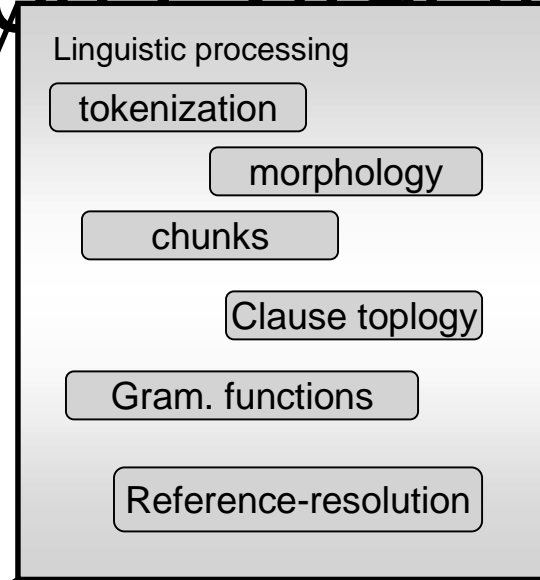 Linguistic processing
tokenization
morphology
chunks
Clause toplogy
Gram. functions
Reference-resolution